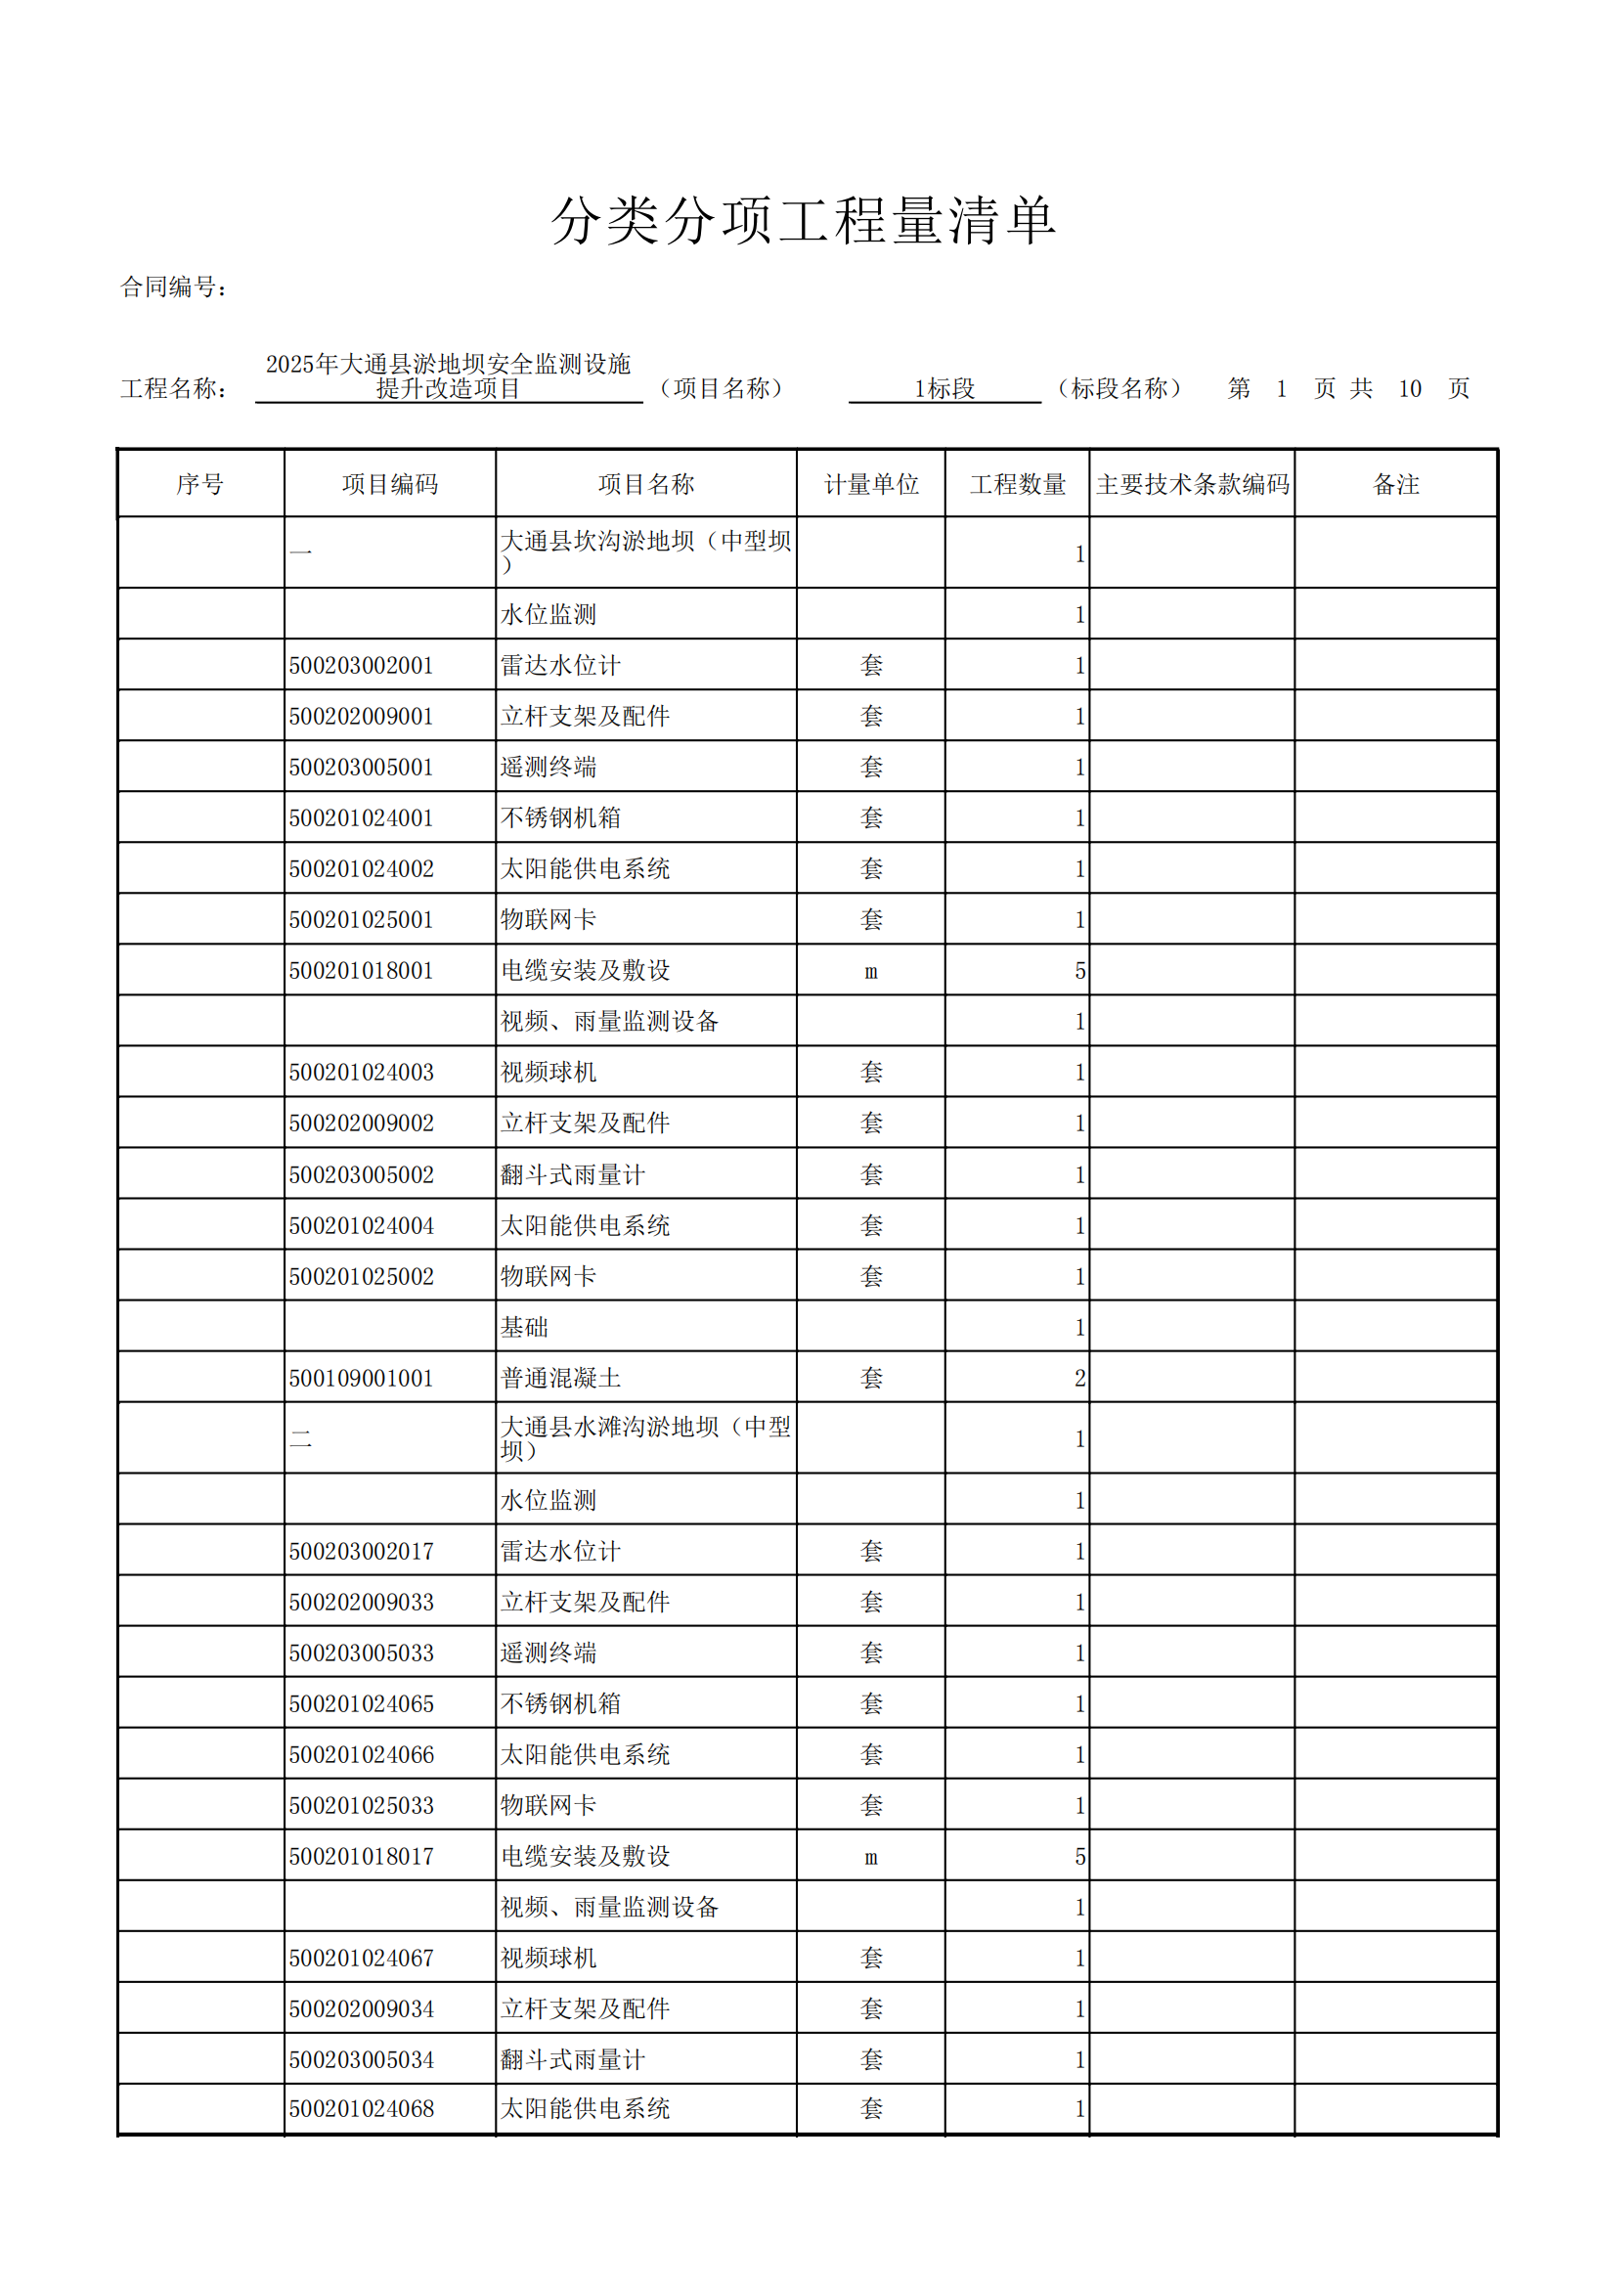 分类分项工程量清单
合同编号：
2025年大通县淤地坝安全监测设施
工程名称： 提升改造项目 （项目名称） 1标段 （标段名称） 第 1 页 共 10 页
序号 项目编码 项目名称 计量单位 工程数量 主要技术条款编码 备注
一 大通县坎沟淤地坝（中型坝 1
）
水位监测 1
500203002001 雷达水位计 套 1
500202009001 立杆支架及配件 套 1
500203005001 遥测终端 套 1
500201024001 不锈钢机箱 套 1
500201024002 太阳能供电系统 套 1
500201025001 物联网卡 套 1
500201018001 电缆安装及敷设 m 5
视频、雨量监测设备 1
500201024003 视频球机 套 1
500202009002 立杆支架及配件 套 1
500203005002 翻斗式雨量计 套 1
500201024004 太阳能供电系统 套 1
500201025002 物联网卡 套 1
基础 1
500109001001 普通混凝土 套 2
二 大通县水滩沟淤地坝（中型 1
坝）
水位监测 1
500203002017 雷达水位计 套 1
500202009033 立杆支架及配件 套 1
500203005033 遥测终端 套 1
500201024065 不锈钢机箱 套 1
500201024066 太阳能供电系统 套 1
500201025033 物联网卡 套 1
500201018017 电缆安装及敷设 m 5
视频、雨量监测设备 1
500201024067 视频球机 套 1
500202009034 立杆支架及配件 套 1
500203005034 翻斗式雨量计 套 1
500201024068 太阳能供电系统 套 1